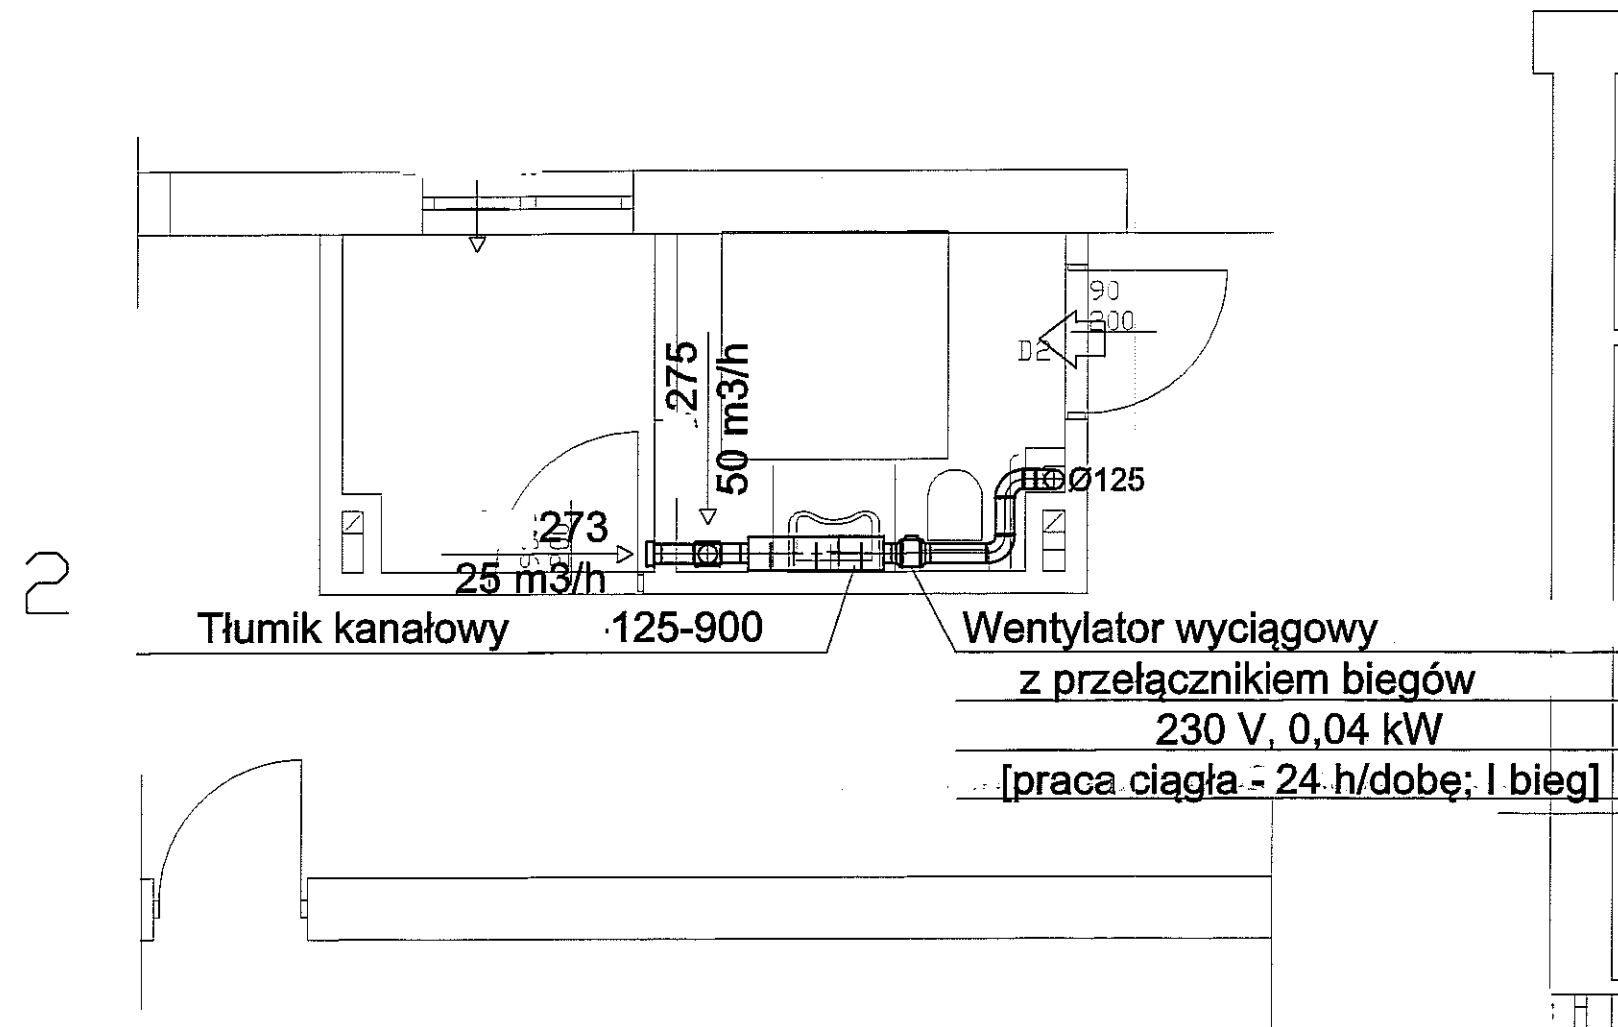 90
200
D2
275
50 m3/h
Ø125
273
25 m3/h
2
Tłumik kanałowy 125-900
Wentylator wyciągowy
z przełącznikiem biegów
230 V, 0,04 kW
[praca ciągła - 24 h/dobę; I bieg]